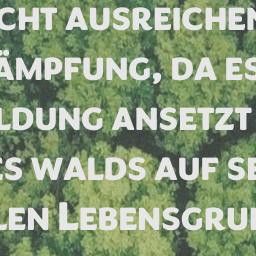 CHT AUSREICHEN
ÄMPFUNG, DA ES
LDUNG ANSETZT
ES WALDS AUF SE
LEN LEBENSGRU